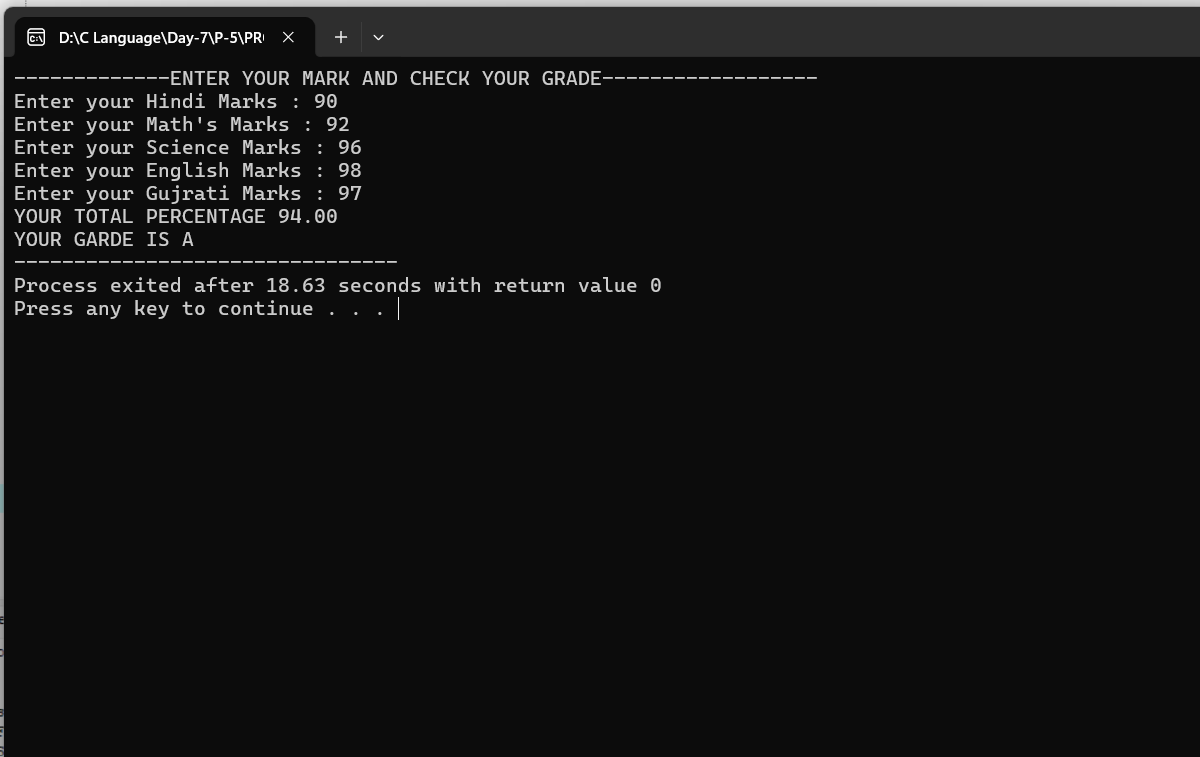 D:\C Language\Day-7\P-5\PR
-------------ENTER YOUR MARK AND CHECK YOUR GRADE------------------
Enter your Hindi Marks : 90
Enter your Math's Marks : 92
Enter your Science Marks : 96
Enter your English Marks : 98
Enter your Gujrati Marks : 97
YOUR TOTAL PERCENTAGE 94.00
YOUR GARDE IS A
--------------------------------
Process exited after 18.63 seconds with return value 0
Press any key to continue . . .